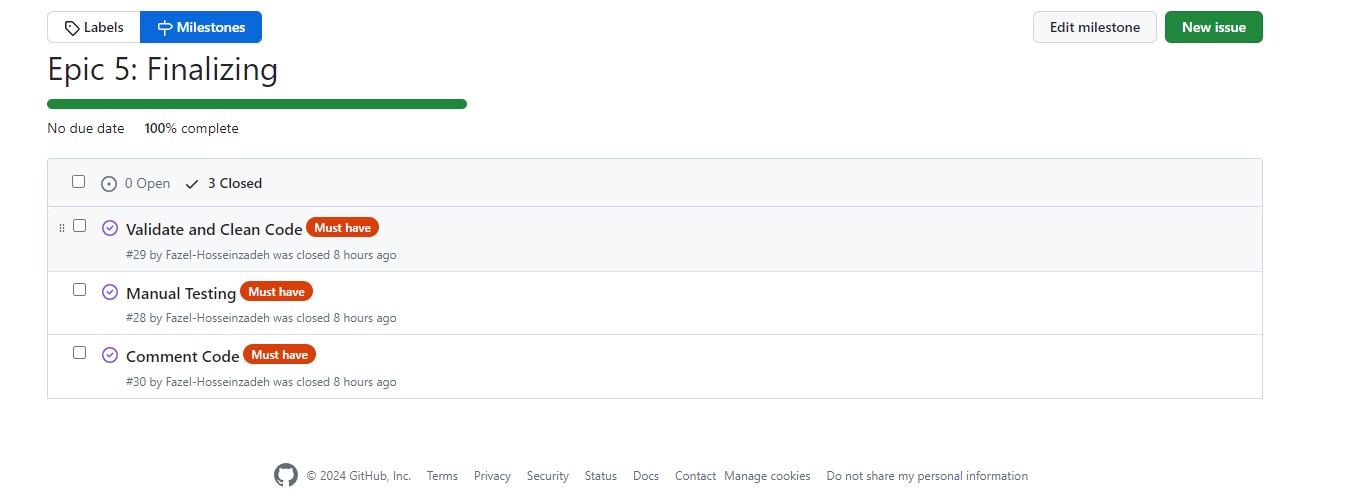 Labels Milestones Edit milestone New issue
Epic 5: Finalizing
No due date 100% complete
0 Open 3 Closed
Validate and Clean Code Must have
#29 by Fazel-Hosseinzadeh was closed 8 hours ago
Manual Testing Must have
#28 by Fazel-Hosseinzadeh was closed 8 hours ago
Comment Code Must have
#30 by Fazel-Hosseinzadeh was closed 8 hours ago
© 2024 GitHub, Inc. Terms Privacy Security Status Docs Contact Manage cookies Do not share my personal information